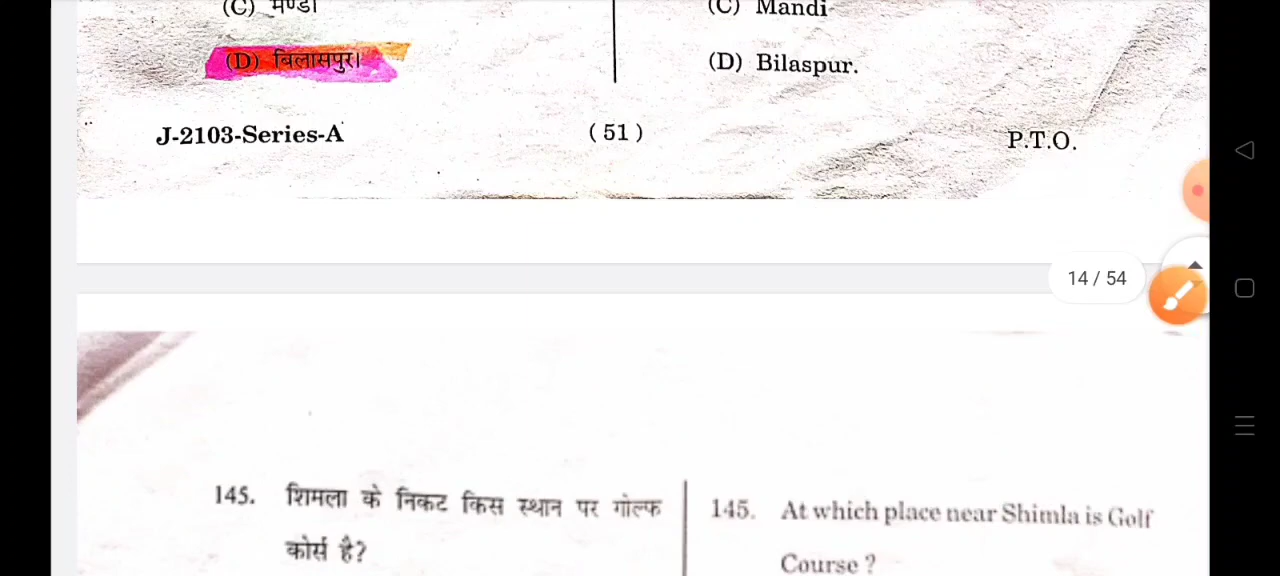 (C) मण्डी
(D) बिलासपुर।
(C) Mandi
(D) Bilaspur.
J-2103-Series-A
( 51 )
P.T.O.
14 / 54
145. शिमला के निकट किस स्थान पर गोल्फ
कोर्स है?
145. At which place near Shimla is Golf
Course ?